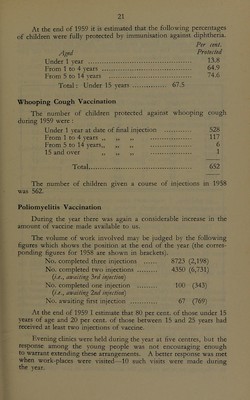 21
At the end of 1959 it is estimated that the following percentages
of children were fully protected by immunisation against diphtheria.
Per cent.
Aged Protected
Under 1 year ... 13.8
From 1 to 4 years ... 64.9
From 5 to 14 years ... 74.6
Total: Under 15 years ... 67.5
Whooping Cough Vaccination
The number of children protected against whooping cough
during 1959 were:
Under 1 year at date of final injection ... 528
From 1 to 4 years „ „ „ ... 117
From 5 to 14 years„ „ „ ... 6
15 and over „ „ „ ... 1
Total... 652
The number of children given a course of injections in 1958
was 562.
Poliomyelitis Vaccination
During the year there was again a considerable increase in the
amount of vaccine made available to us.
The volume of work involved may be judged by the following
figures which shows the position at the end of the year (the corres-
ponding figures for 1958 are shown in brackets).
No. completed three injections ... 8723 (2,198)
No. completed two injections ... 4350 (6,731)
(i.e., awaiting 3rd injection)
No. completed one injection ... 100 (343)
(i.e., awaiting 2nd injection)
No. awaiting first injection ... 67 (769)
At the end of 1959 I estimate that 80 per cent. of those under 15
years of age and 20 per cent. of those between 15 and 25 years had
received at least two injections of vaccine.
Evening clinics were held during the year at five centres, but the
response among the young people was not encouraging enough
to warrant extending these arrangements. A better response was met
when work-places were visited—10 such visits were made during
the year.